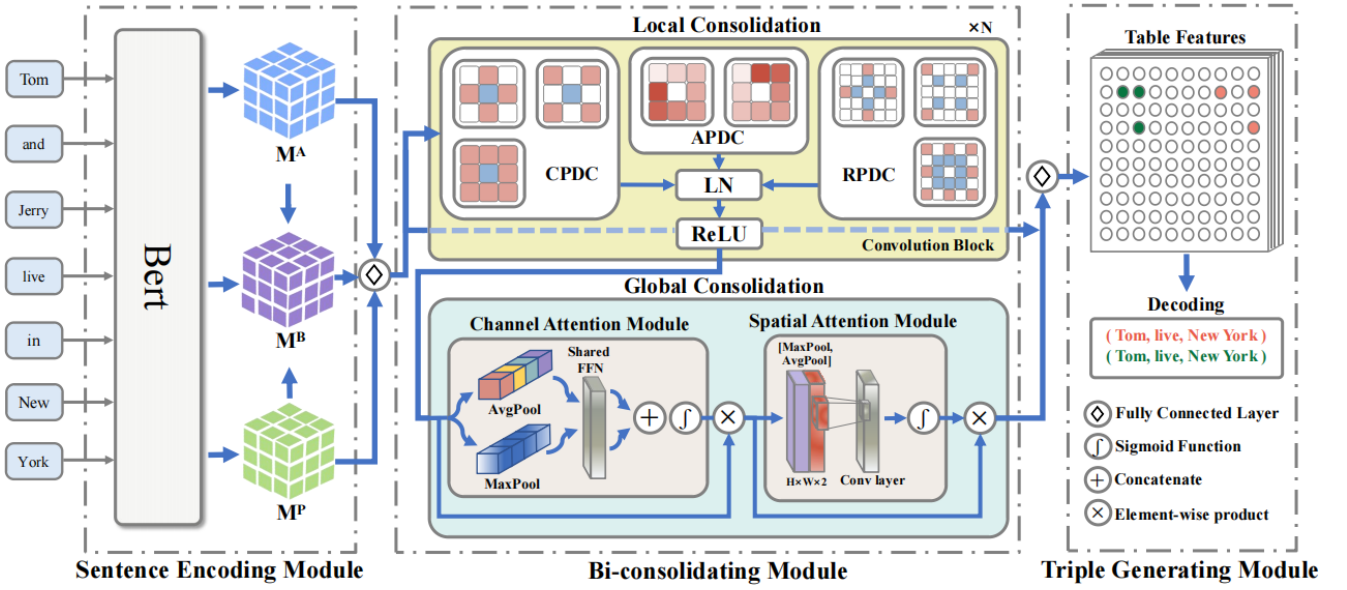 Tom
and
Jerry
live
in
New
York
Bert
M^A
M^B
M^P
Sentence Encoding Module
Local Consolidation
×N
CPDC
APDC
RPDC
LN
ReLU
Convolution Block
Global Consolidation
Channel Attention Module
AvgPool
MaxPool
Shared
FFN
Spatial Attention Module
[MaxPool,
AvgPool]
H×W×2
Conv layer
Bi-consolidating Module
Table Features
Decoding
( Tom, live, New York )
( Tom, live, New York )
Fully Connected Layer
Sigmoid Function
Concatenate
Element-wise product
Triple Generating Module